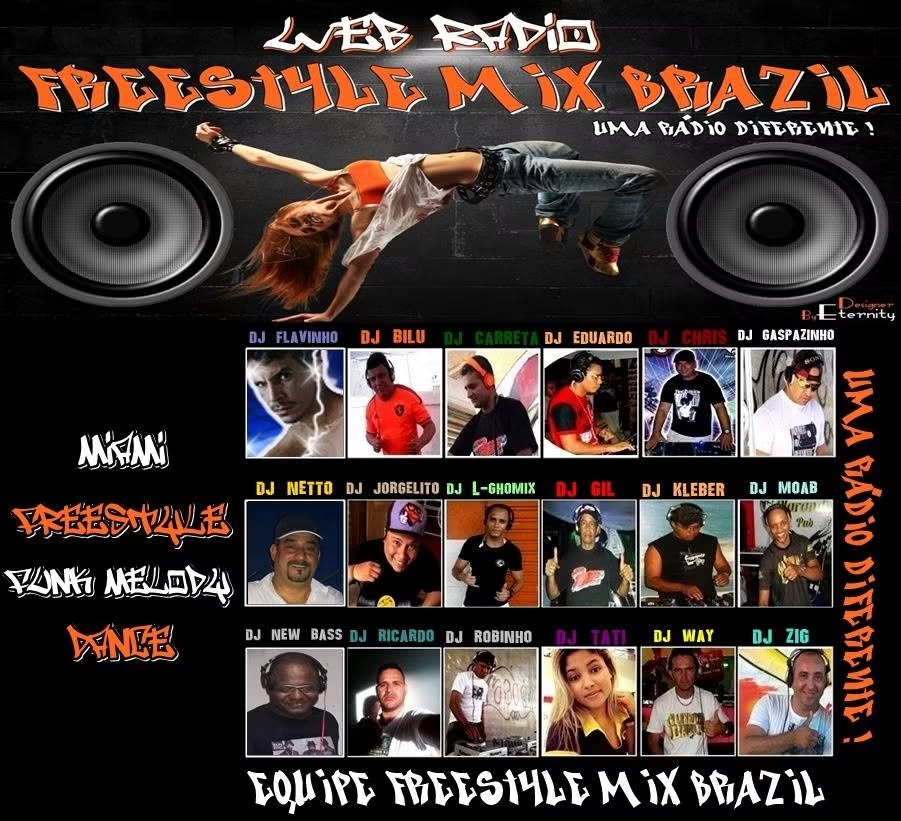 WEB RADIO
FREESTYLE MIX BRAZIL
UMA RÁDIO DIFERENTE !
Designer
By Eternity
DJ FLAVINHO DJ BILU DJ CARRETA DJ EDUARDO DJ CHRIS DJ GASPAZINHO
MIAMI
FREESTYLE
FUNK MELODY
DANCE
DJ NETTO DJ JORGELITO DJ L-GHOMIX DJ GIL DJ KLEBER DJ MOAB
Pub
DJ NEW BASS DJ RICARDO DJ ROBINHO DJ TATI DJ WAY DJ ZIG
UMA RÁDIO DIFERENTE !
EQUIPE FREESTYLE MIX BRAZIL